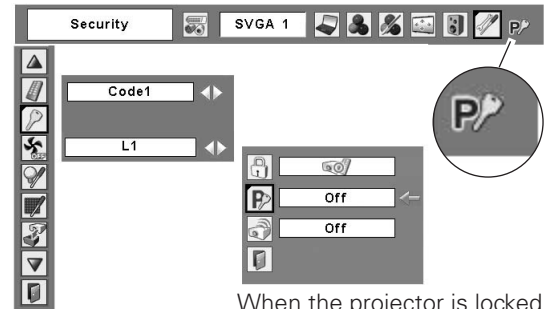 Security
SVGA 1
P
P
Code1
L1
P
Off
Off
When the projector is locked